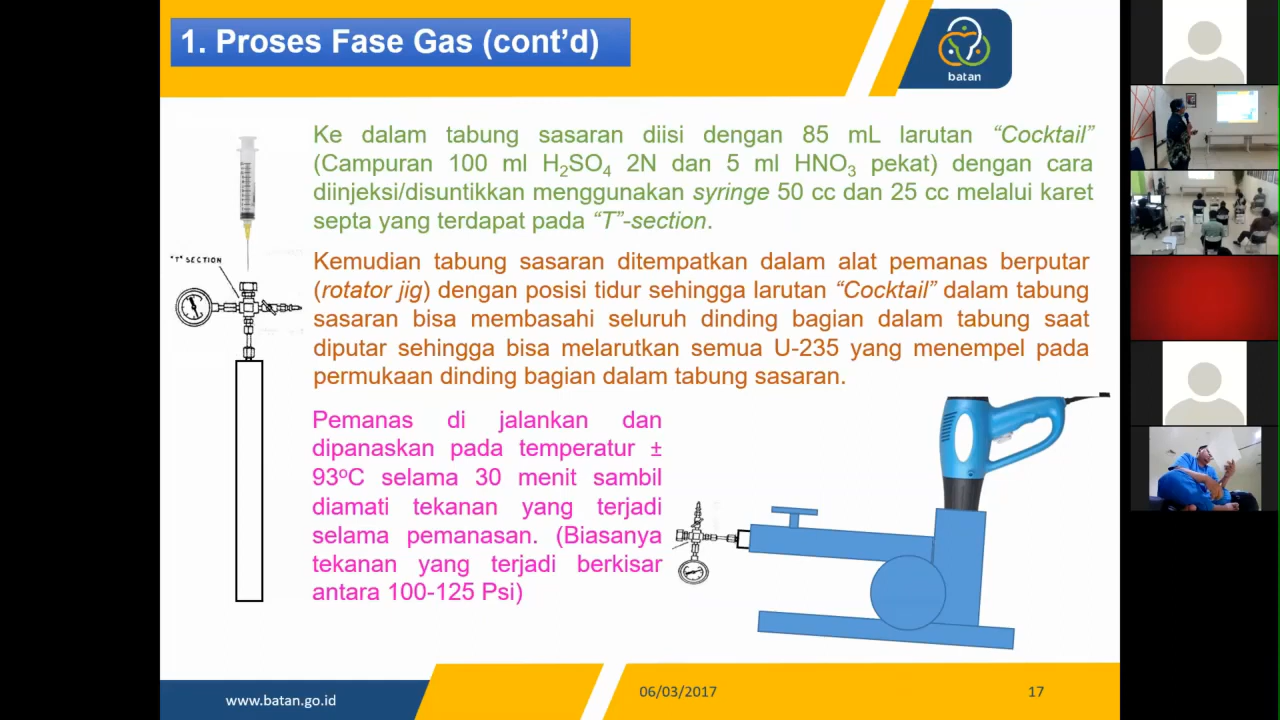 1. Proses Fase Gas (cont’d)
batan
Ke dalam tabung sasaran diisi dengan 85 mL larutan “Cocktail”
(Campuran 100 ml H₂SO₄ 2N dan 5 ml HNO₃ pekat) dengan cara
diinjeksi/disuntikkan menggunakan syringe 50 cc dan 25 cc melalui karet
septa yang terdapat pada “T”-section.
"T" SECTION
Kemudian tabung sasaran ditempatkan dalam alat pemanas berputar
(rotator jig) dengan posisi tidur sehingga larutan “Cocktail” dalam tabung
sasaran bisa membasahi seluruh dinding bagian dalam tabung saat
diputar sehingga bisa melarutkan semua U-235 yang menempel pada
permukaan dinding bagian dalam tabung sasaran.
Pemanas di jalankan dan
dipanaskan pada temperatur ±
93ᵒC selama 30 menit sambil
diamati tekanan yang terjadi
selama pemanasan. (Biasanya
tekanan yang terjadi berkisar
antara 100-125 Psi)
www.batan.go.id
06/03/2017
17